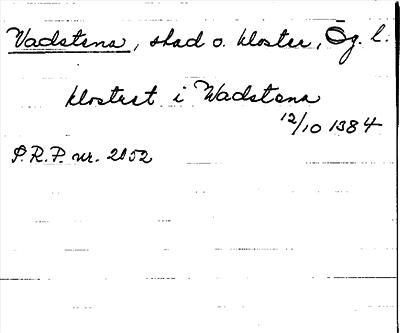 Vadstena, stad o. kloster, Ög. l.
klostret i Wadstena
12/10 1384
S.R.P. nr. 2052